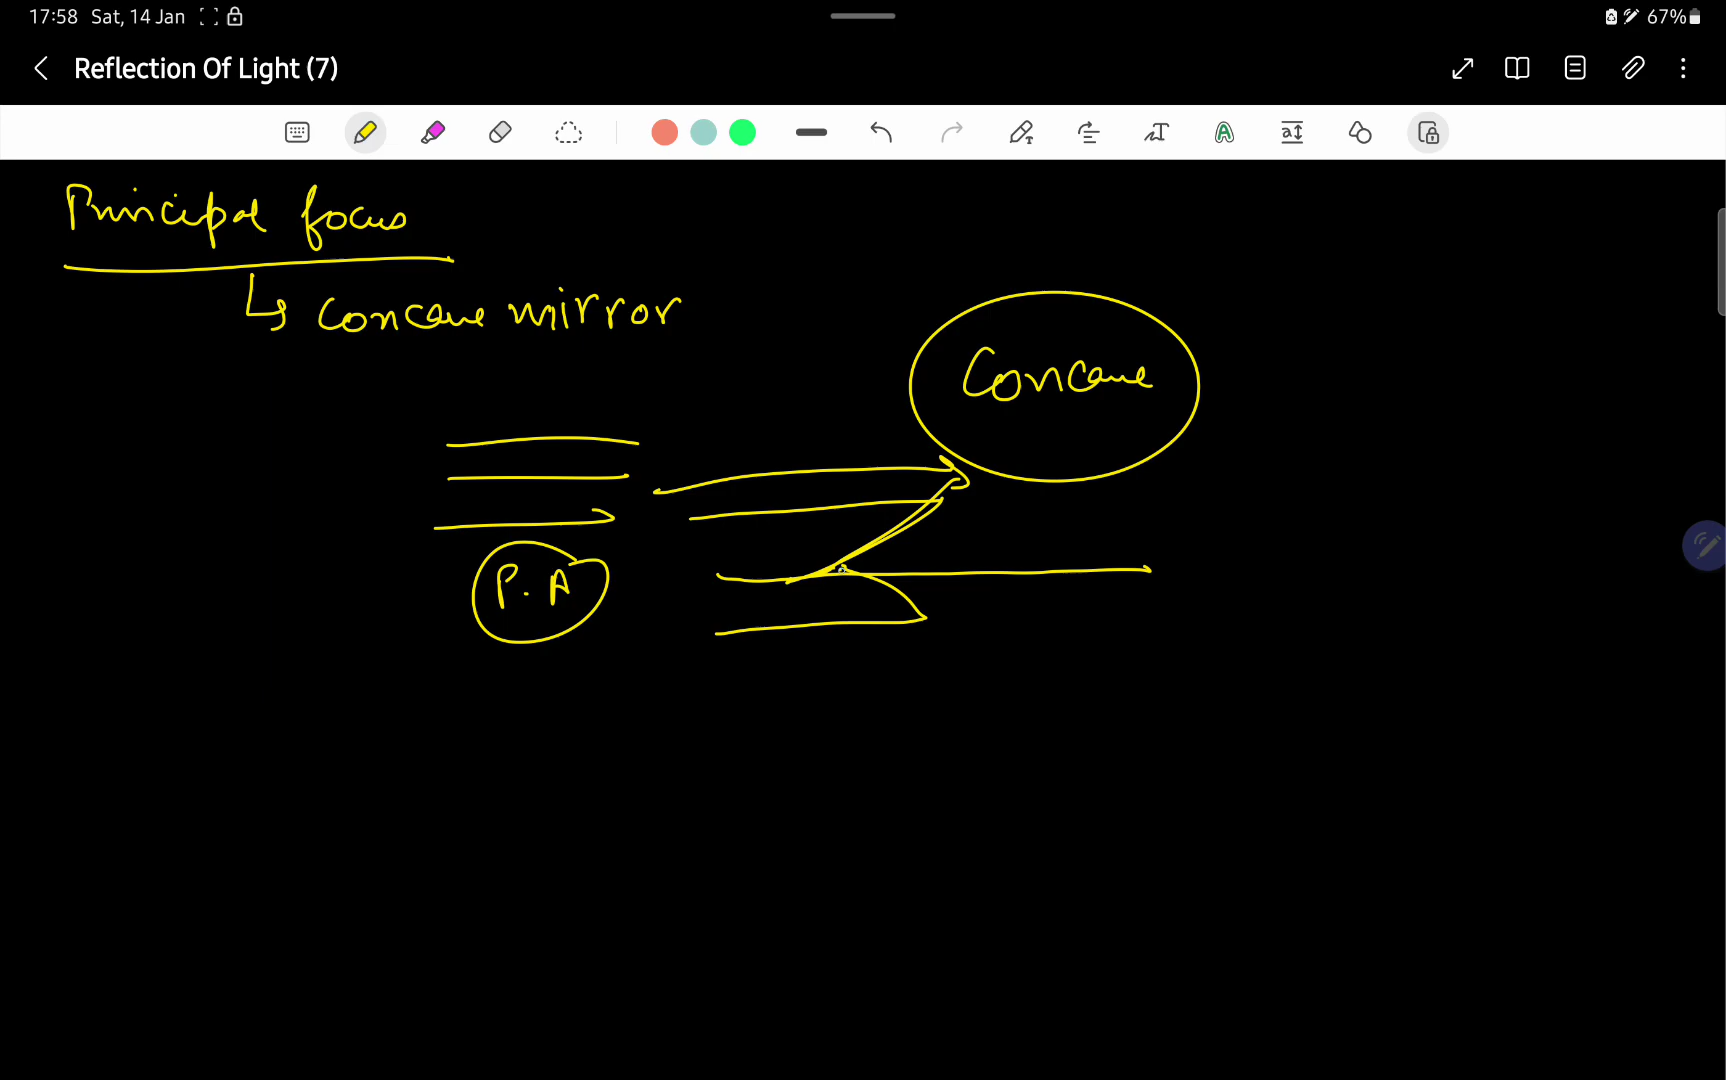 17:58 Sat, 14 Jan
67%
Reflection Of Light (7)
Principal focus
↳ Concave mirror
Concave
P.A